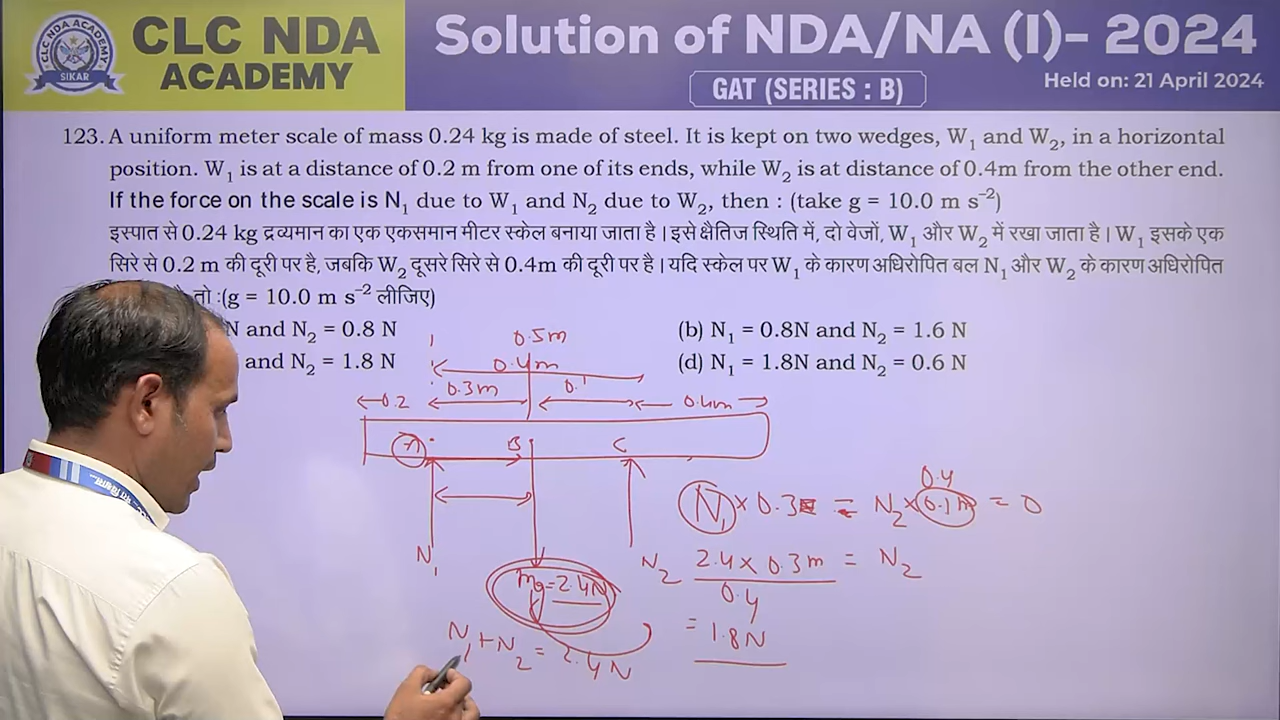 CLC NDA ACADEMY
SIKAR
CLC NDA
ACADEMY
Solution of NDA/NA (I)- 2024
GAT (SERIES : B)
Held on: 21 April 2024
123. A uniform meter scale of mass 0.24 kg is made of steel. It is kept on two wedges, W₁ and W₂, in a horizontal
position. W₁ is at a distance of 0.2 m from one of its ends, while W₂ is at distance of 0.4m from the other end.
If the force on the scale is N₁ due to W₁ and N₂ due to W₂, then : (take g = 10.0 m s⁻²)
इस्पात से 0.24 kg द्रव्यमान का एक एकसमान मीटर स्केल बनाया जाता है। इसे क्षैतिज स्थिति में, दो वेजों, W₁ और W₂ में रखा जाता है। W₁ इसके एक
सिरे से 0.2 m की दूरी पर है, जबकि W₂ दूसरे सिरे से 0.4m की दूरी पर है। यदि स्केल पर W₁ के कारण अधिरोपित बल N₁ और W₂ के कारण अधिरोपित
तो :(g = 10.0 m s⁻² लीजिए)
N and N₂ = 0.8 N
(b) N₁ = 0.8N and N₂ = 1.6 N
and N₂ = 1.8 N
(d) N₁ = 1.8N and N₂ = 0.6 N
0.5m
0.4m
0.2 0.3m 0.1 0.4m
A B C
0.4
N₁ × 0.3 = N₂ × 0.1m = 0
N₁
mg = 2.4N
N₂
2.4 × 0.3m = N₂
0.4
= 1.8N
N₁ + N₂ = 2.4 N